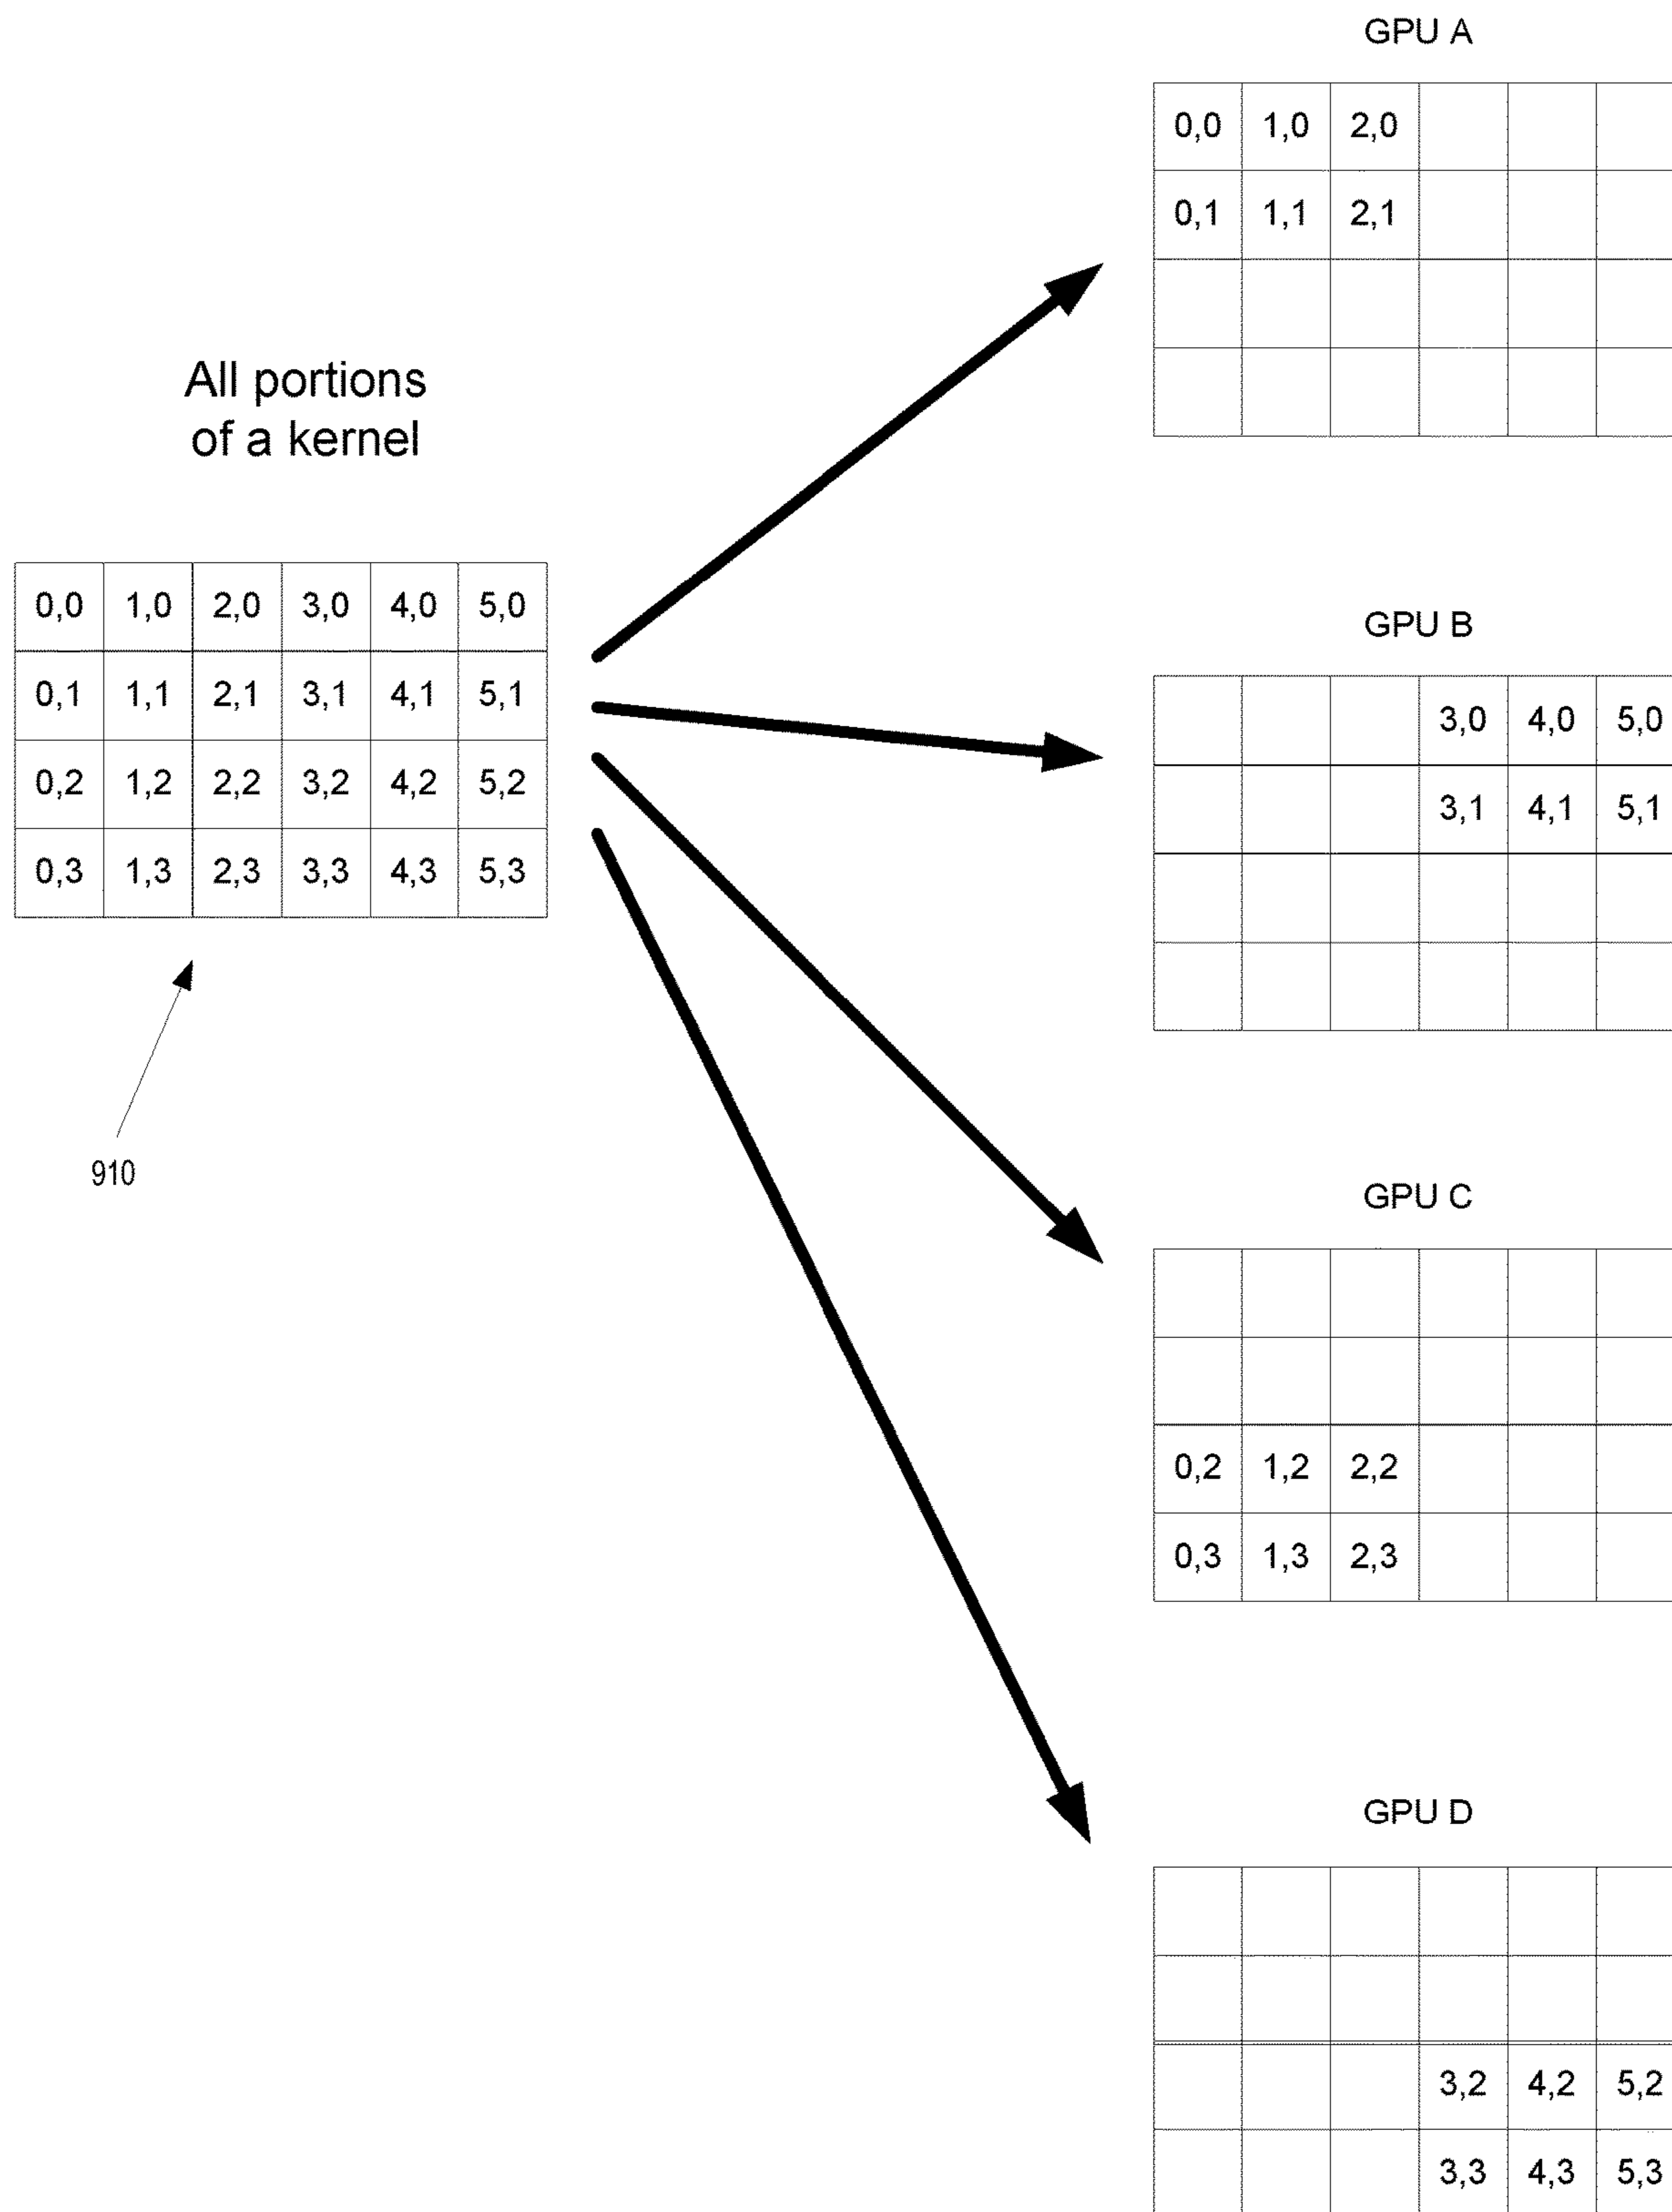 All portions
of a kernel
0,0 1,0 2,0 3,0 4,0 5,0
0,1 1,1 2,1 3,1 4,1 5,1
0,2 1,2 2,2 3,2 4,2 5,2
0,3 1,3 2,3 3,3 4,3 5,3
910
GPU A
0,0 1,0 2,0
0,1 1,1 2,1
GPU B
3,0 4,0 5,0
3,1 4,1 5,1
GPU C
0,2 1,2 2,2
0,3 1,3 2,3
GPU D
3,2 4,2 5,2
3,3 4,3 5,3